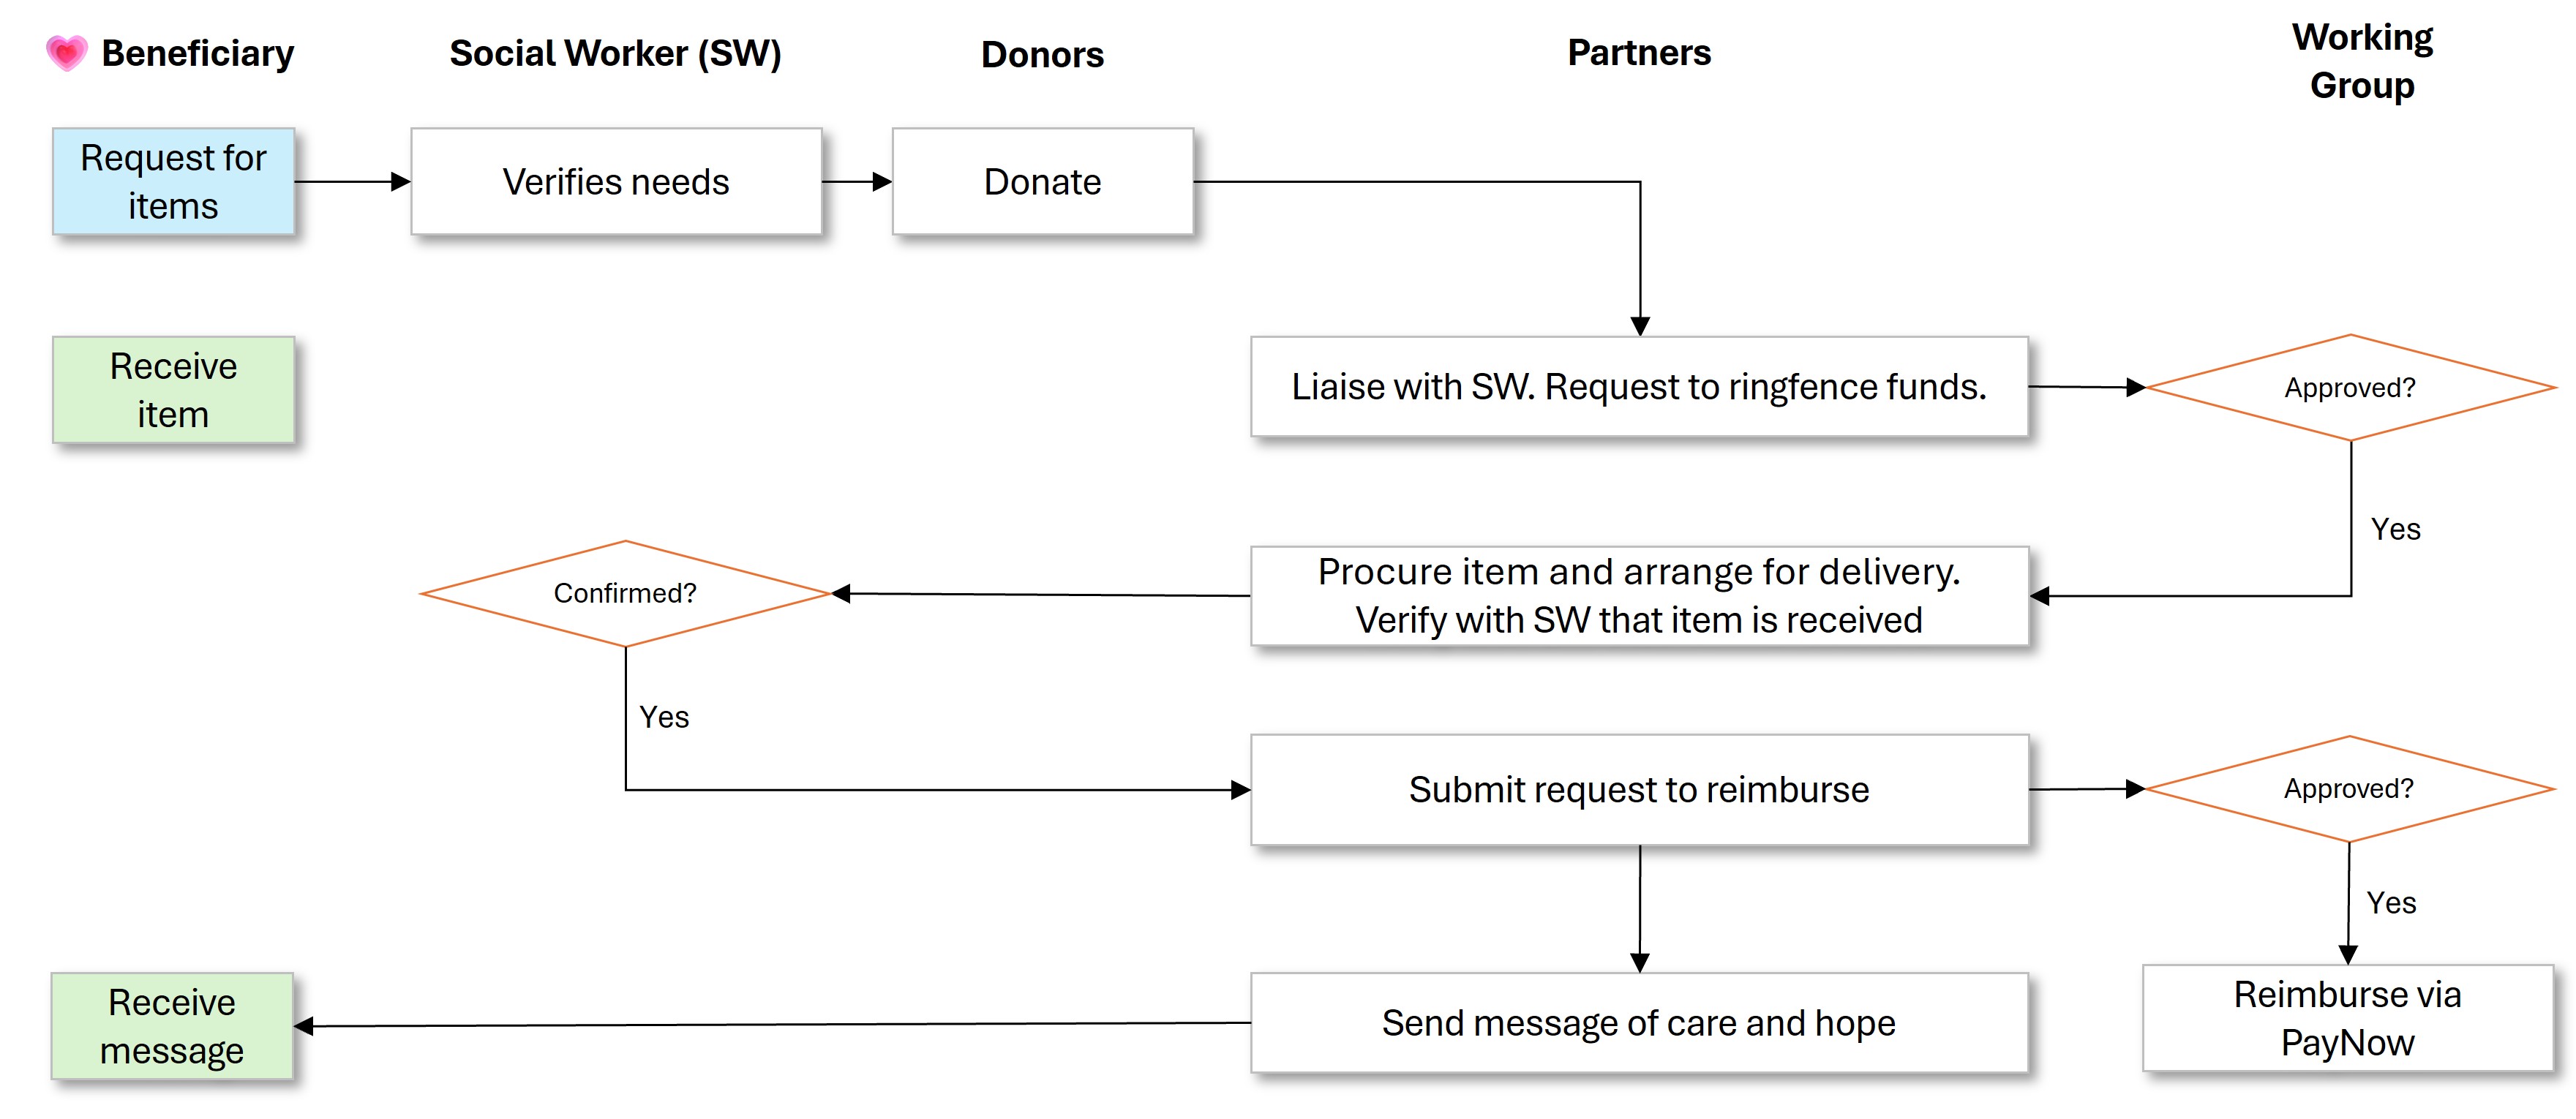 Beneficiary
Social Worker (SW)
Donors
Partners
Working
Group
Request for
items
Verifies needs
Donate
Receive
item
Liaise with SW. Request to ringfence funds.
Approved?
Yes
Confirmed?
Procure item and arrange for delivery.
Verify with SW that item is received
Yes
Submit request to reimburse
Approved?
Yes
Receive
message
Send message of care and hope
Reimburse via
PayNow